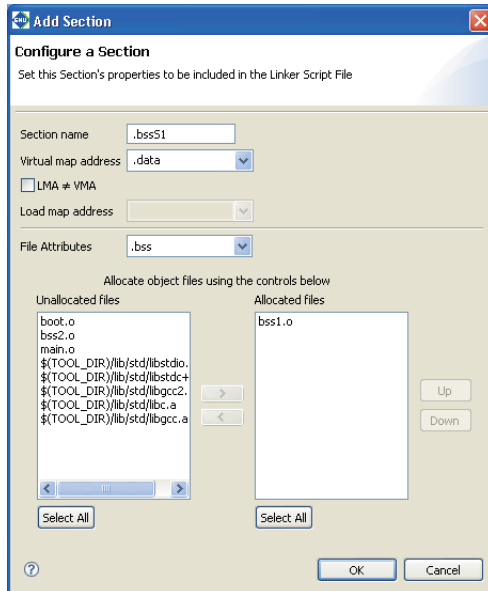 GNU Add Section
Configure a Section
Set this Section's properties to be included in the Linker Script File
Section name .bssS1
Virtual map address .data
LMA ≠ VMA
Load map address
File Attributes .bss
Allocate object files using the controls below
Unallocated files Allocated files
boot.o bss1.o
bss2.o
main.o
$(TOOL_DIR)/lib/std/libstdio.
$(TOOL_DIR)/lib/std/libstdc+
$(TOOL_DIR)/lib/std/libgcc2.
$(TOOL_DIR)/lib/std/libc.a
$(TOOL_DIR)/lib/std/libgcc.a
> Up
< Down
Select All Select All
? OK Cancel